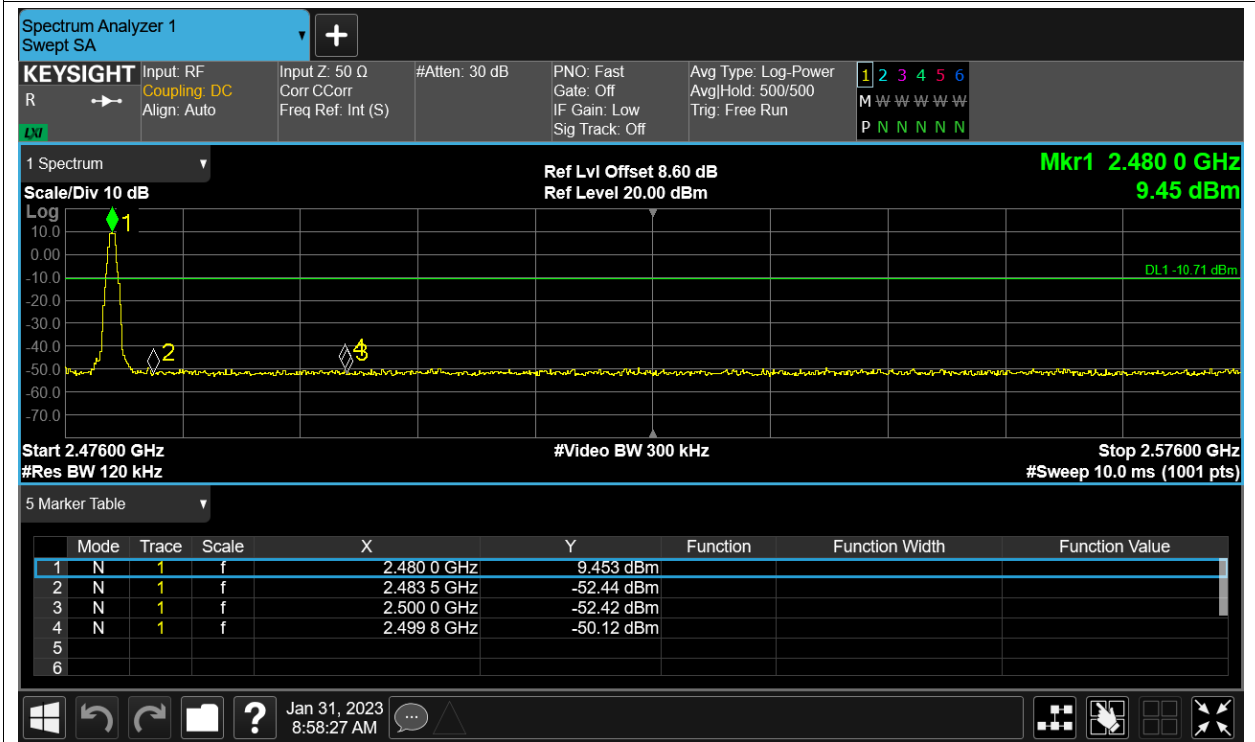 Spectrum Analyzer 1
Swept SA
KEYSIGHT
R
LXI
Input: RF
Coupling: DC
Align: Auto
Input Z: 50 Ω
Corr CCorr
Freq Ref: Int (S)
#Atten: 30 dB
PNO: Fast
Gate: Off
IF Gain: Low
Sig Track: Off
Avg Type: Log-Power
Avg|Hold: 500/500
Trig: Free Run
1 2 3 4 5 6
M W W W W W
P N N N N N
1 Spectrum
Scale/Div 10 dB
Ref Lvl Offset 8.60 dB
Ref Level 20.00 dBm
Mkr1 2.480 0 GHz
9.45 dBm
Log
10.0
0.00
-10.0
-20.0
-30.0
-40.0
-50.0
-60.0
-70.0
1
2
4
3
DL1 -10.71 dBm
Start 2.47600 GHz
#Res BW 120 kHz
#Video BW 300 kHz
Stop 2.57600 GHz
#Sweep 10.0 ms (1001 pts)
5 Marker Table
Mode Trace Scale X Y Function Function Width Function Value
1 N 1 f 2.480 0 GHz 9.453 dBm
2 N 1 f 2.483 5 GHz -52.44 dBm
3 N 1 f 2.500 0 GHz -52.42 dBm
4 N 1 f 2.499 8 GHz -50.12 dBm
5
6
?
Jan 31, 2023
8:58:27 AM